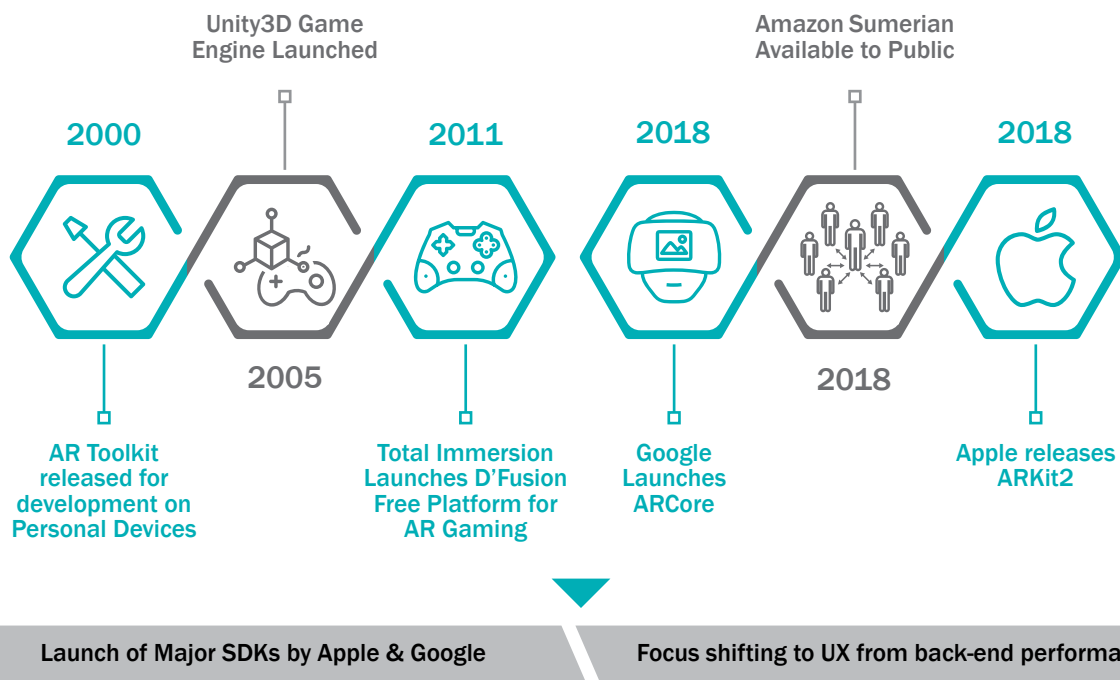 Unity3D Game
Engine Launched
Amazon Sumerian
Available to Public
2000
2011
2018
2018
2005
2018
AR Toolkit
released for
development on
Personal Devices
Total Immersion
Launches D’Fusion
Free Platform for
AR Gaming
Google
Launches
ARCore
Apple releases
ARKit2
Launch of Major SDKs by Apple & Google
Focus shifting to UX from back-end performa